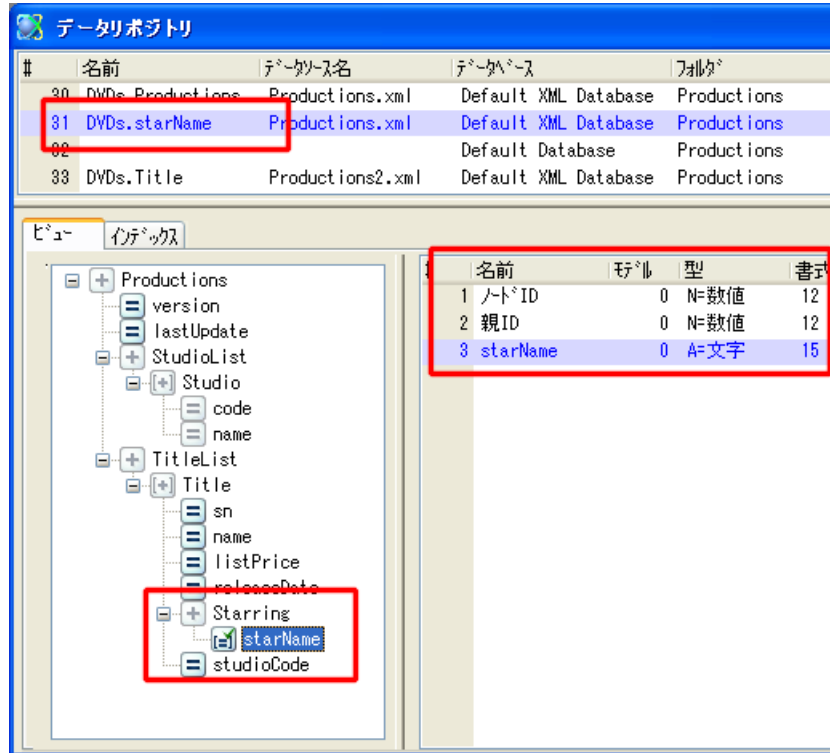 データリポジトリ
# 名前 データソース名 データベース フォルダ
30 DVDs.Productions Productions.xml Default XML Database Productions
31 DVDs.starName Productions.xml Default XML Database Productions
32 Default Database Productions
33 DVDs.Title Productions2.xml Default XML Database Productions
ビュー インデックス
# 名前 モデル 型 書式
1 ノードID 0 N=数値 12
2 親ID 0 N=数値 12
3 starName 0 A=文字 15
Productions
version
lastUpdate
StudioList
Studio
code
name
TitleList
Title
sn
name
listPrice
releaseDate
Starring
starName
studioCode